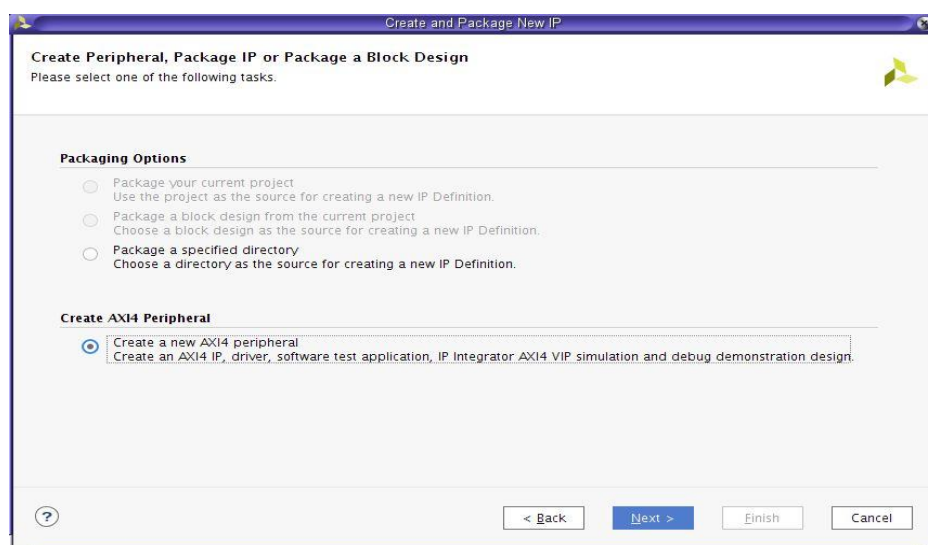 Create and Package New IP
Create Peripheral, Package IP or Package a Block Design
Please select one of the following tasks.
Packaging Options
Package your current project
Use the project as the source for creating a new IP Definition.
Package a block design from the current project
Choose a block design as the source for creating a new IP Definition.
Package a specified directory
Choose a directory as the source for creating a new IP Definition.
Create AXI4 Peripheral
Create a new AXI4 peripheral
Create an AXI4 IP, driver, software test application, IP Integrator AXI4 VIP simulation and debug demonstration design.
? < Back Next > Finish Cancel